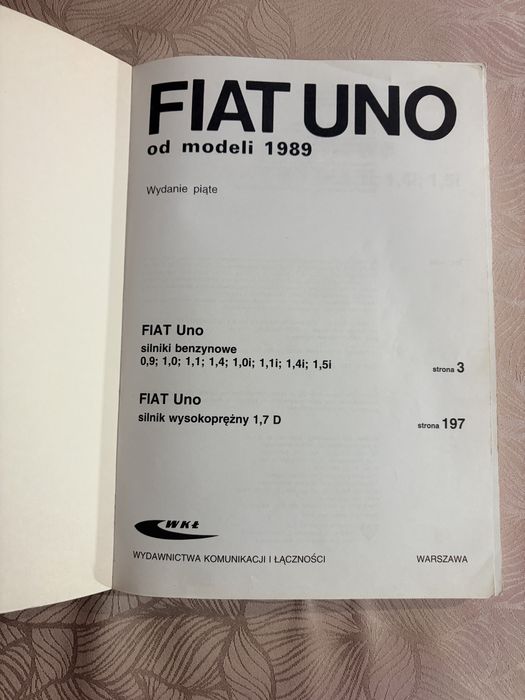 FIAT UNO
od modeli 1989
Wydanie piąte
FIAT Uno
silniki benzynowe
0,9; 1,0; 1,1; 1,4; 1,0i; 1,1i; 1,4i; 1,5i
strona 3
FIAT Uno
silnik wysokoprężny 1,7 D
strona 197
WKŁ
WYDAWNICTWA KOMUNIKACJI I ŁĄCZNOŚCI
WARSZAWA